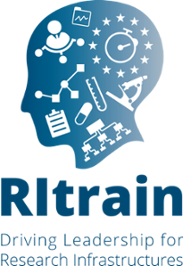 RItrain
Driving Leadership for
Research Infrastructures